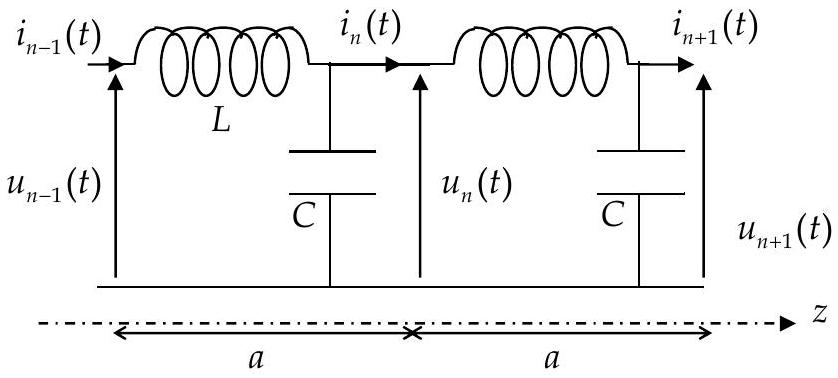 i_{n-1}(t) i_n(t) i_{n+1}(t)
L
u_{n-1}(t) u_n(t)
C C
u_{n+1}(t)
z
a a